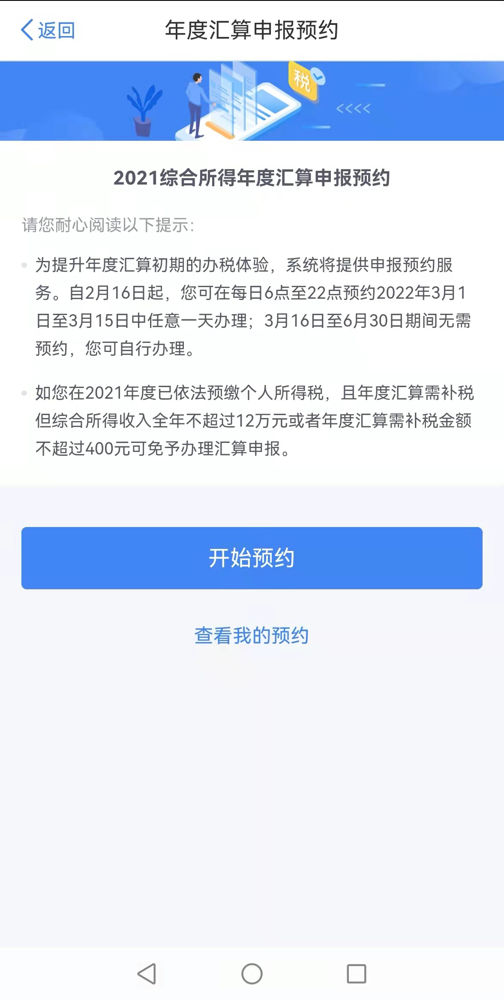 返回
年度汇算申报预约
税
2021综合所得年度汇算申报预约
请您耐心阅读以下提示：
为提升年度汇算初期的办税体验，系统将提供申报预约服
务。自2月16日起，您可在每日6点至22点预约2022年3月1
日至3月15日中任意一天办理；3月16日至6月30日期间无需
预约，您可自行办理。
如您在2021年度已依法预缴个人所得税，且年度汇算需补税
但综合所得收入全年不超过12万元或者年度汇算需补税金额
不超过400元可免予办理汇算申报。
开始预约
查看我的预约